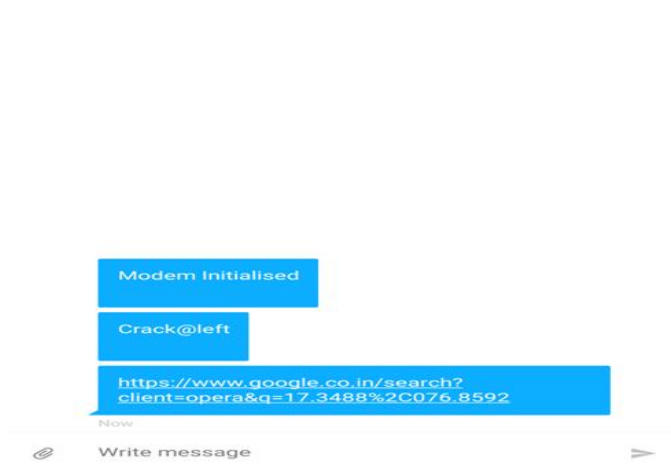 Modem Initialised
Crack@left
https://www.google.co.in/search?
client=opera&q=17.3488%2C076.8592
Now
Write message